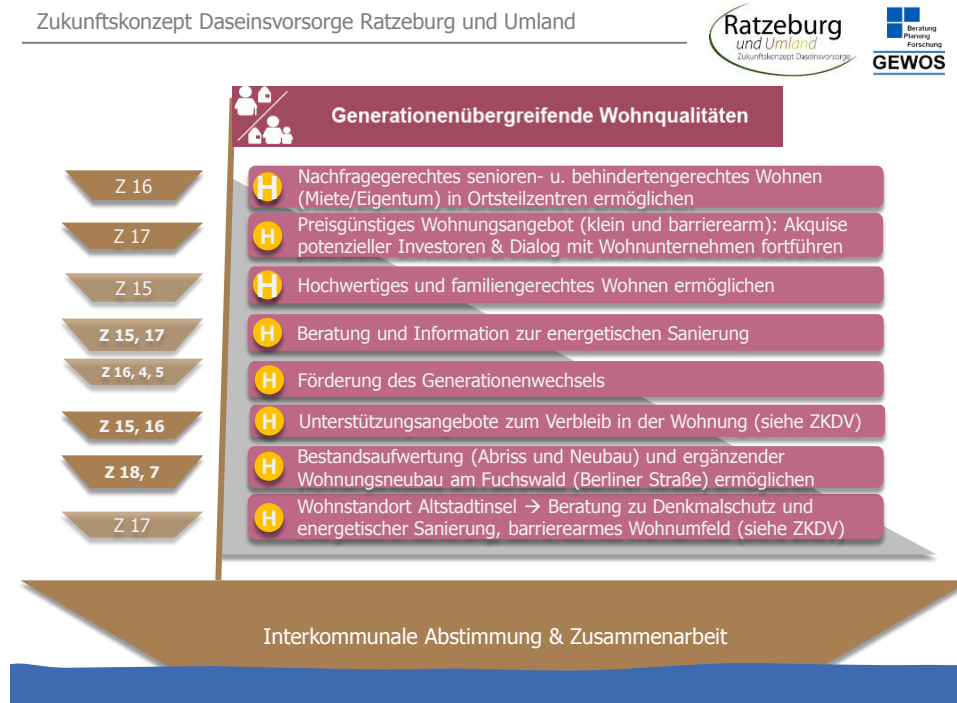 Zukunftskonzept Daseinsvorsorge Ratzeburg und Umland
Ratzeburg
und Umland
Zukunftskonzept Daseinsvorsorge
Beratung
Planung
Forschung
GEWOS
Generationenübergreifende Wohnqualitäten
Z 16
H
Nachfragegerechtes senioren- u. behindertengerechtes Wohnen
(Miete/Eigentum) in Ortsteilzentren ermöglichen
Z 17
H
Preisgünstiges Wohnungsangebot (klein und barrierearm): Akquise
potenzieller Investoren & Dialog mit Wohnunternehmen fortführen
Z 15
H
Hochwertiges und familiengerechtes Wohnen ermöglichen
Z 15, 17
H
Beratung und Information zur energetischen Sanierung
Z 16, 4, 5
H
Förderung des Generationenwechsels
Z 15, 16
H
Unterstützungsangebote zum Verbleib in der Wohnung (siehe ZKDV)
Z 18, 7
H
Bestandsaufwertung (Abriss und Neubau) und ergänzender
Wohnungsneubau am Fuchswald (Berliner Straße) ermöglichen
Z 17
H
Wohnstandort Altstadtinsel → Beratung zu Denkmalschutz und
energetischer Sanierung, barrierearmes Wohnumfeld (siehe ZKDV)
Interkommunale Abstimmung & Zusammenarbeit